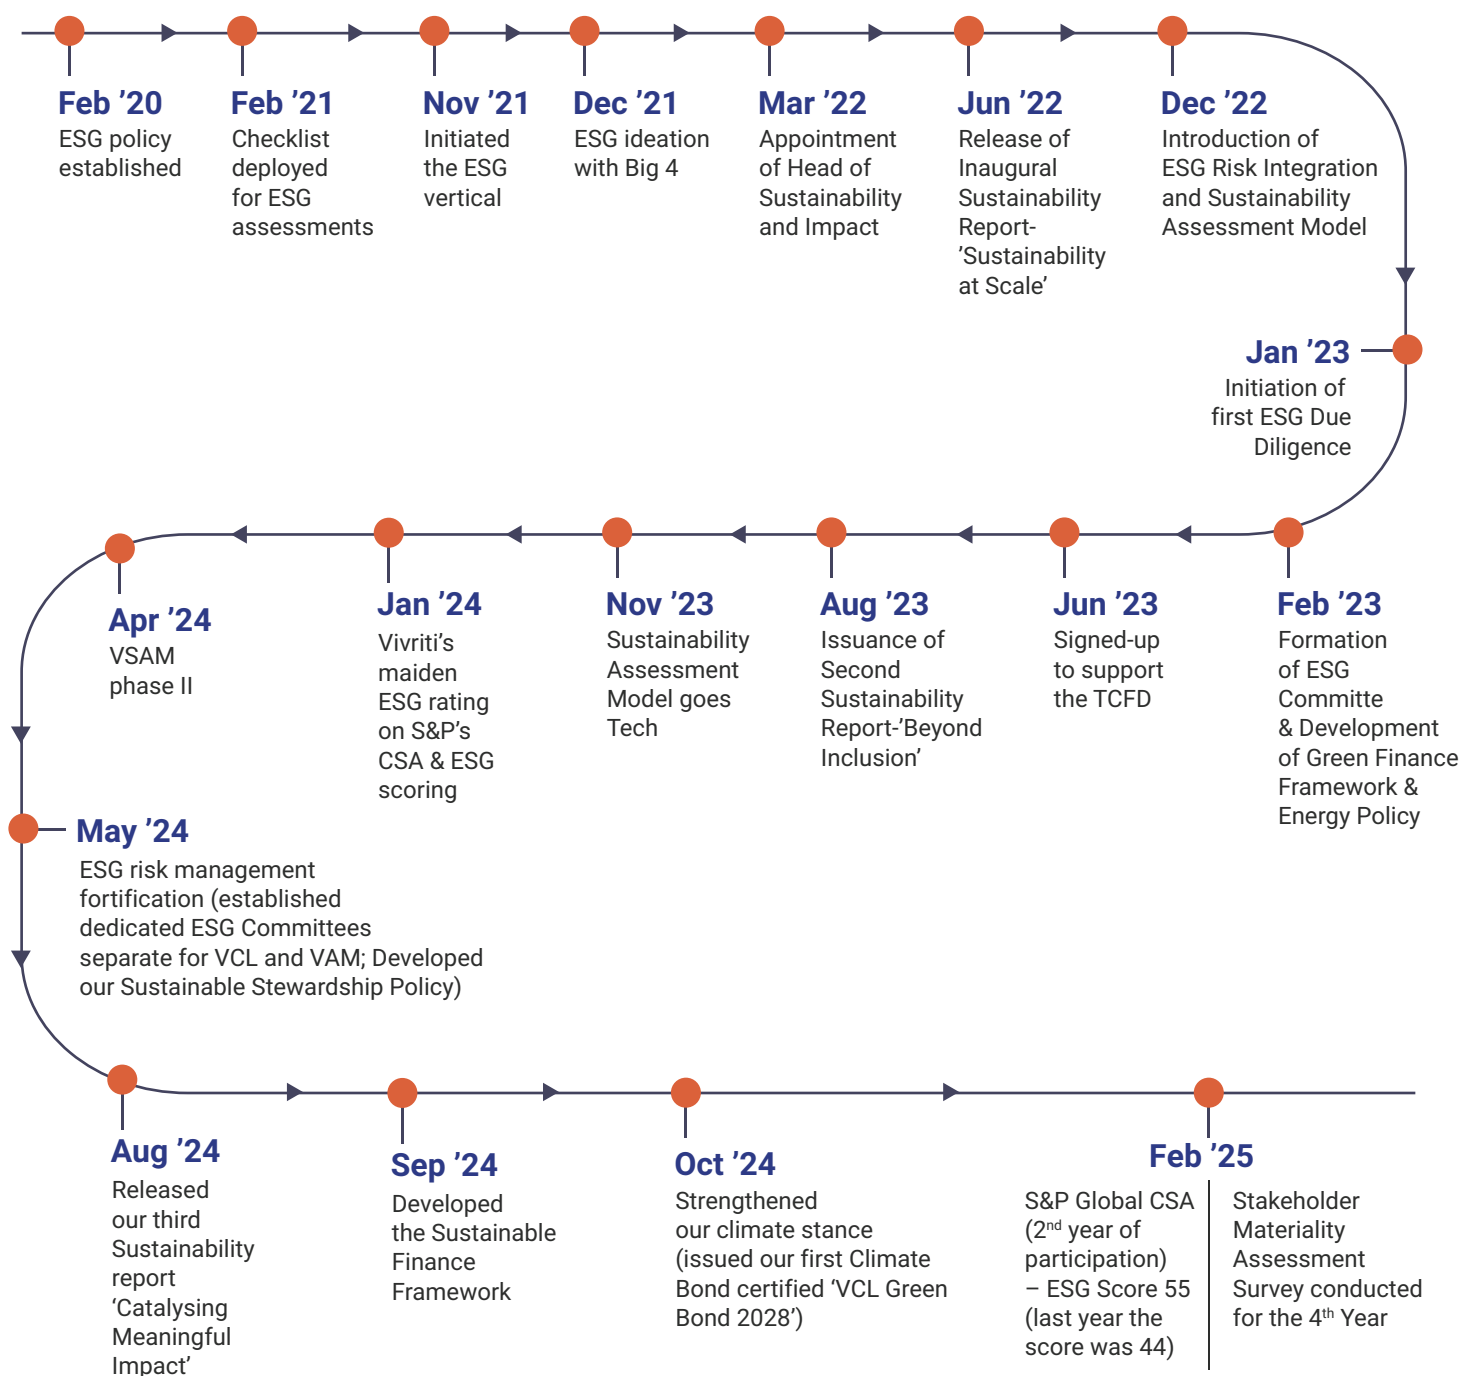 Feb ’20
ESG policy
established
Feb ’21
Checklist
deployed
for ESG
assessments
Nov ’21
Initiated
the ESG
vertical
Dec ’21
ESG ideation
with Big 4
Mar ’22
Appointment
of Head of
Sustainability
and Impact
Jun ’22
Release of
Inaugural
Sustainability
Report-
’Sustainability
at Scale’
Dec ’22
Introduction of
ESG Risk Integration
and Sustainability
Assessment Model
Jan ’23
Initiation of
first ESG Due
Diligence
Feb ’23
Formation
of ESG
Committe
& Development
of Green Finance
Framework &
Energy Policy
Jun ’23
Signed-up
to support
the TCFD
Aug ’23
Issuance of
Second
Sustainability
Report-’Beyond
Inclusion’
Nov ’23
Sustainability
Assessment
Model goes
Tech
Jan ’24
Vivriti’s
maiden
ESG rating
on S&P’s
CSA & ESG
scoring
Apr ’24
VSAM
phase II
May ’24
ESG risk management
fortification (established
dedicated ESG Committees
separate for VCL and VAM; Developed
our Sustainable Stewardship Policy)
Aug ’24
Released
our third
Sustainability
report
‘Catalysing
Meaningful
Impact’
Sep ’24
Developed
the Sustainable
Finance
Framework
Oct ’24
Strengthened
our climate stance
(issued our first Climate
Bond certified ‘VCL Green
Bond 2028’)
Feb ’25
S&P Global CSA
(2nd year of
participation)
– ESG Score 55
(last year the
score was 44)
Stakeholder
Materiality
Assessment
Survey conducted
for the 4th Year